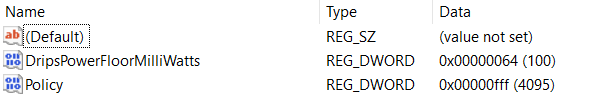 Name Type Data
(Default) REG_SZ (value not set)
DripsPowerFloorMilliWatts REG_DWORD 0x00000064 (100)
Policy REG_DWORD 0x00000fff (4095)